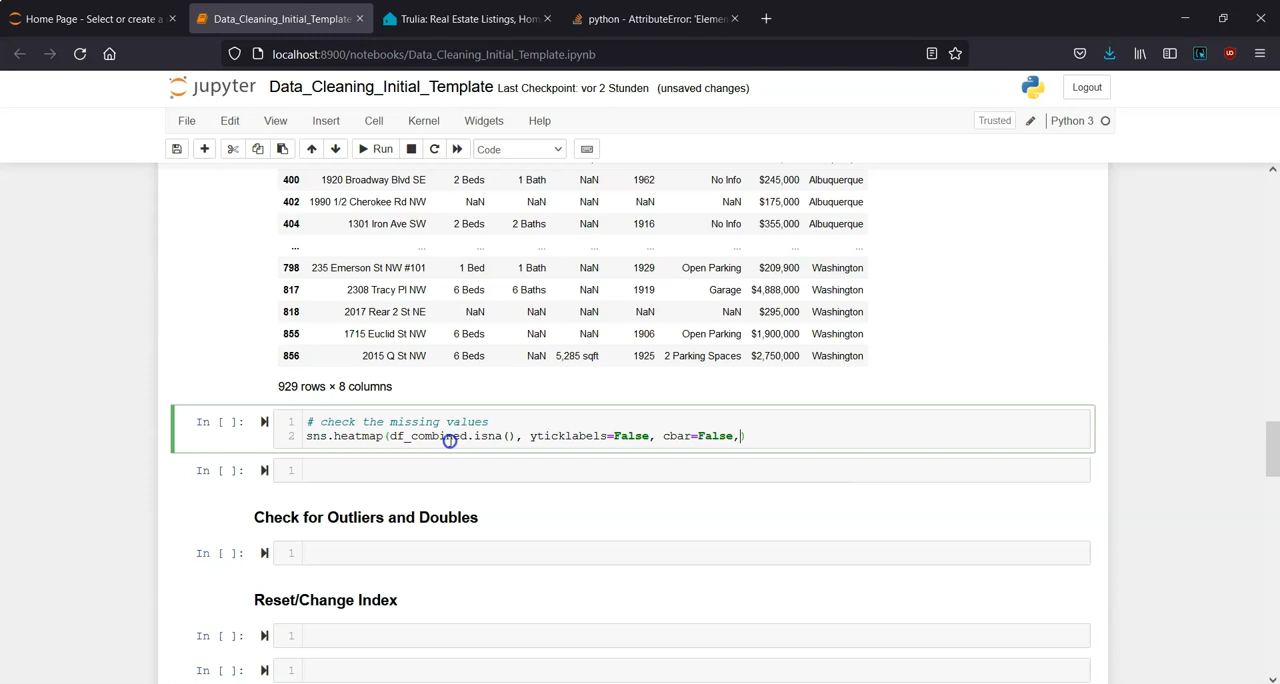 Home Page - Select or create a
Data_Cleaning_Initial_Template
Trulia: Real Estate Listings, Hom
python - AttributeError: 'Elemen
localhost:8900/notebooks/Data_Cleaning_Initial_Template.ipynb
jupyter Data_Cleaning_Initial_Template Last Checkpoint: vor 2 Stunden (unsaved changes)
Logout
File Edit View Insert Cell Kernel Widgets Help
Trusted Python 3
Run Code
400 1920 Broadway Blvd SE 2 Beds 1 Bath NaN 1962 No Info $245,000 Albuquerque
402 1990 1/2 Cherokee Rd NW NaN NaN NaN NaN NaN $175,000 Albuquerque
404 1301 Iron Ave SW 2 Beds 2 Baths NaN 1916 No Info $355,000 Albuquerque
... ... ... ... ... ... ... ... ...
798 235 Emerson St NW #101 1 Bed 1 Bath NaN 1929 Open Parking $209,900 Washington
817 2308 Tracy Pl NW 6 Beds 6 Baths NaN 1919 Garage $4,888,000 Washington
818 2017 Rear 2 St NE NaN NaN NaN NaN NaN $295,000 Washington
855 1715 Euclid St NW 6 Beds NaN NaN 1906 Open Parking $1,900,000 Washington
856 2015 Q St NW 6 Beds NaN 5,285 sqft 1925 2 Parking Spaces $2,750,000 Washington
929 rows × 8 columns
In [ ]: 1 # check the missing values
2 sns.heatmap(df_combined.isna(), yticklabels=False, cbar=False,)
In [ ]: 1
Check for Outliers and Doubles
In [ ]: 1
Reset/Change Index
In [ ]: 1
In [ ]: 1